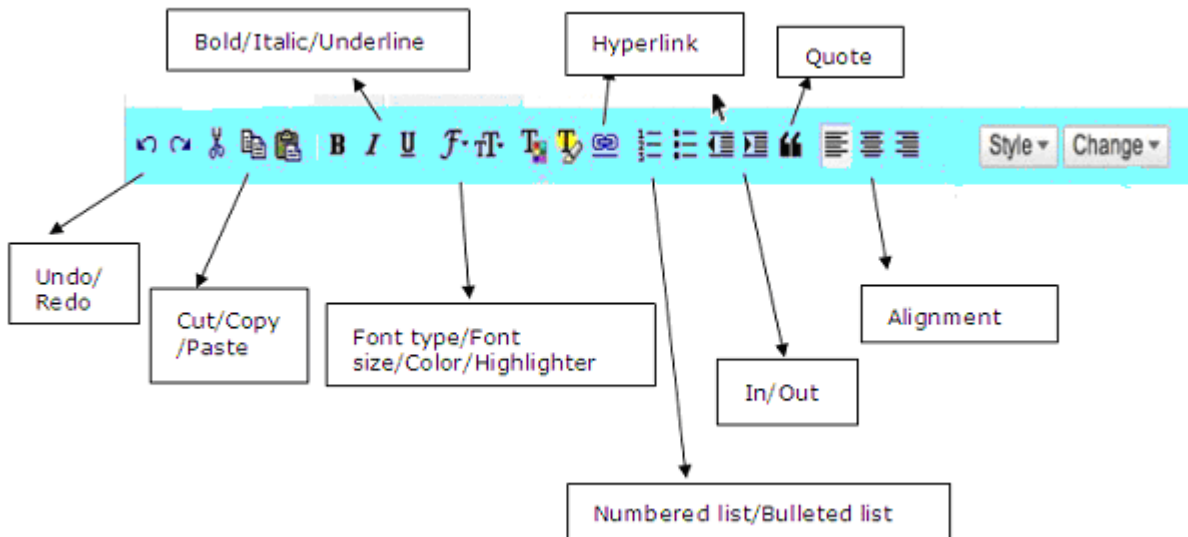 Bold/Italic/Underline
Hyperlink
Quote
B I U
Style
Change
Undo/
Redo
Cut/Copy
/Paste
Font type/Font
size/Color/Highlighter
In/Out
Alignment
Numbered list/Bulleted list